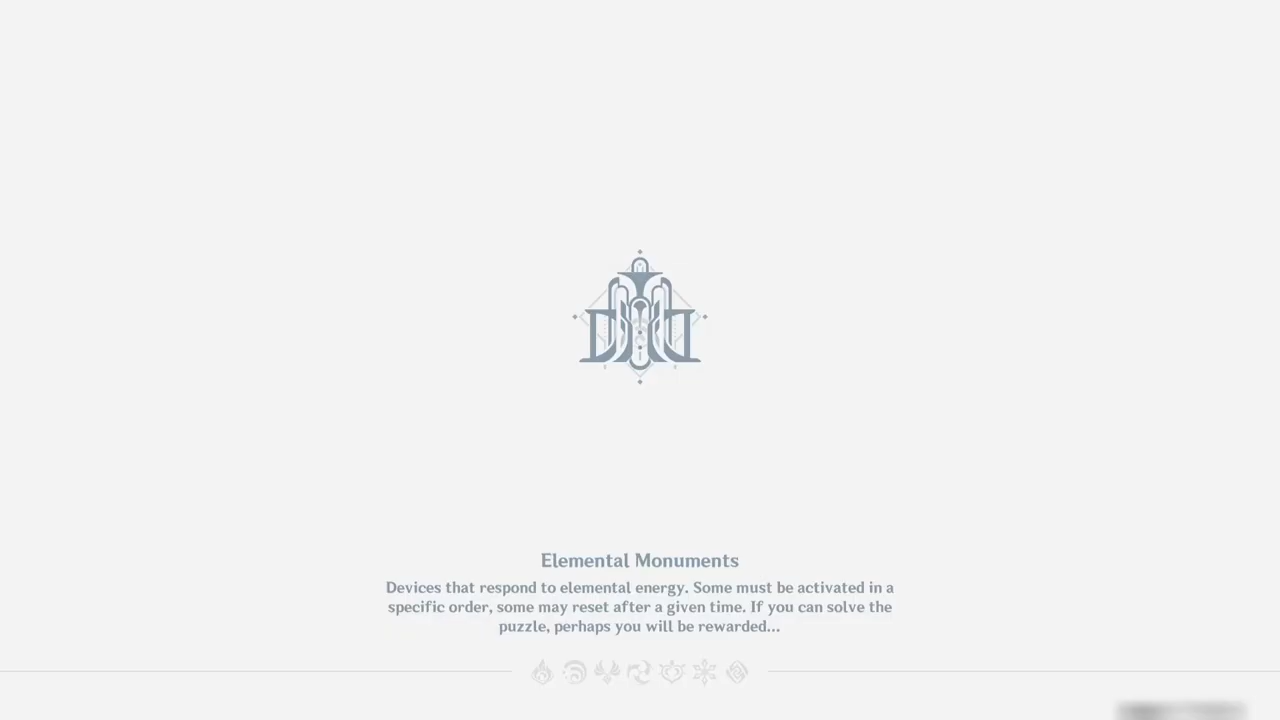 Elemental Monuments
Devices that respond to elemental energy. Some must be activated in a
specific order, some may reset after a given time. If you can solve the
puzzle, perhaps you will be rewarded...